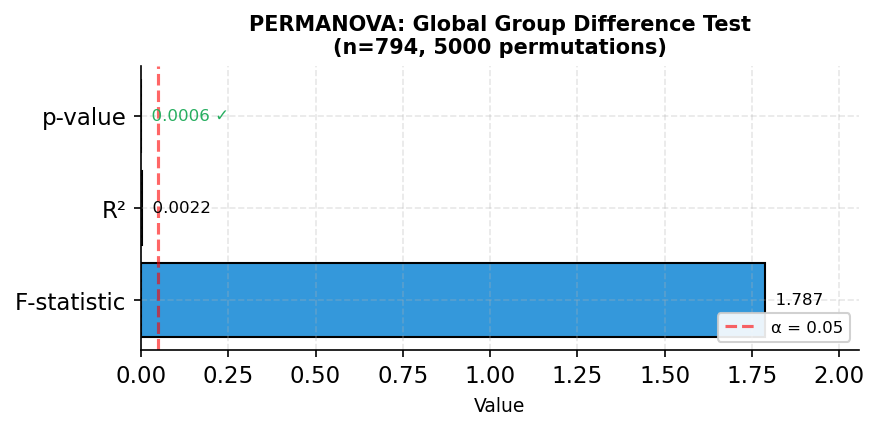 PERMANOVA: Global Group Difference Test
(n=794, 5000 permutations)
p-value
0.0006 ✓
R²
0.0022
F-statistic
1.787
α = 0.05
0.00 0.25 0.50 0.75 1.00 1.25 1.50 1.75 2.00
Value